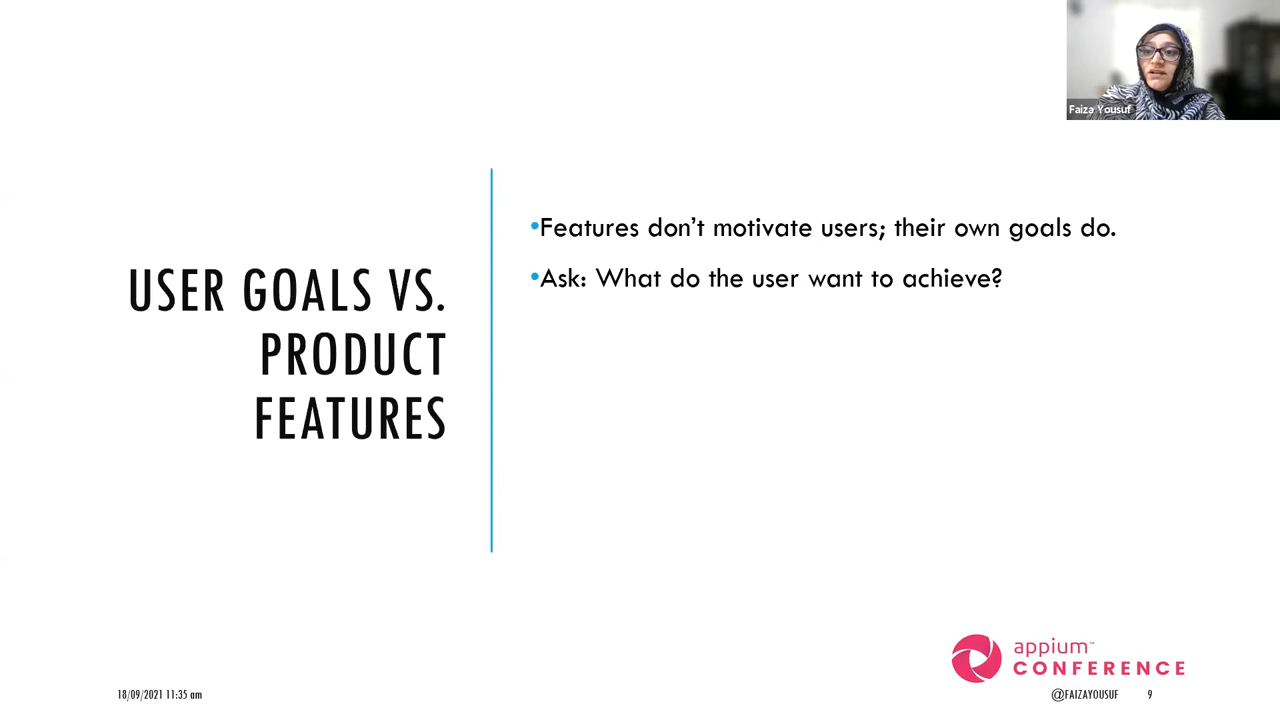 Faiza Yousuf
USER GOALS VS.
PRODUCT
FEATURES
•Features don’t motivate users; their own goals do.
•Ask: What do the user want to achieve?
appium™
CONFERENCE
18/09/2021 11:35 am
@FAIZAYOUSUF
9